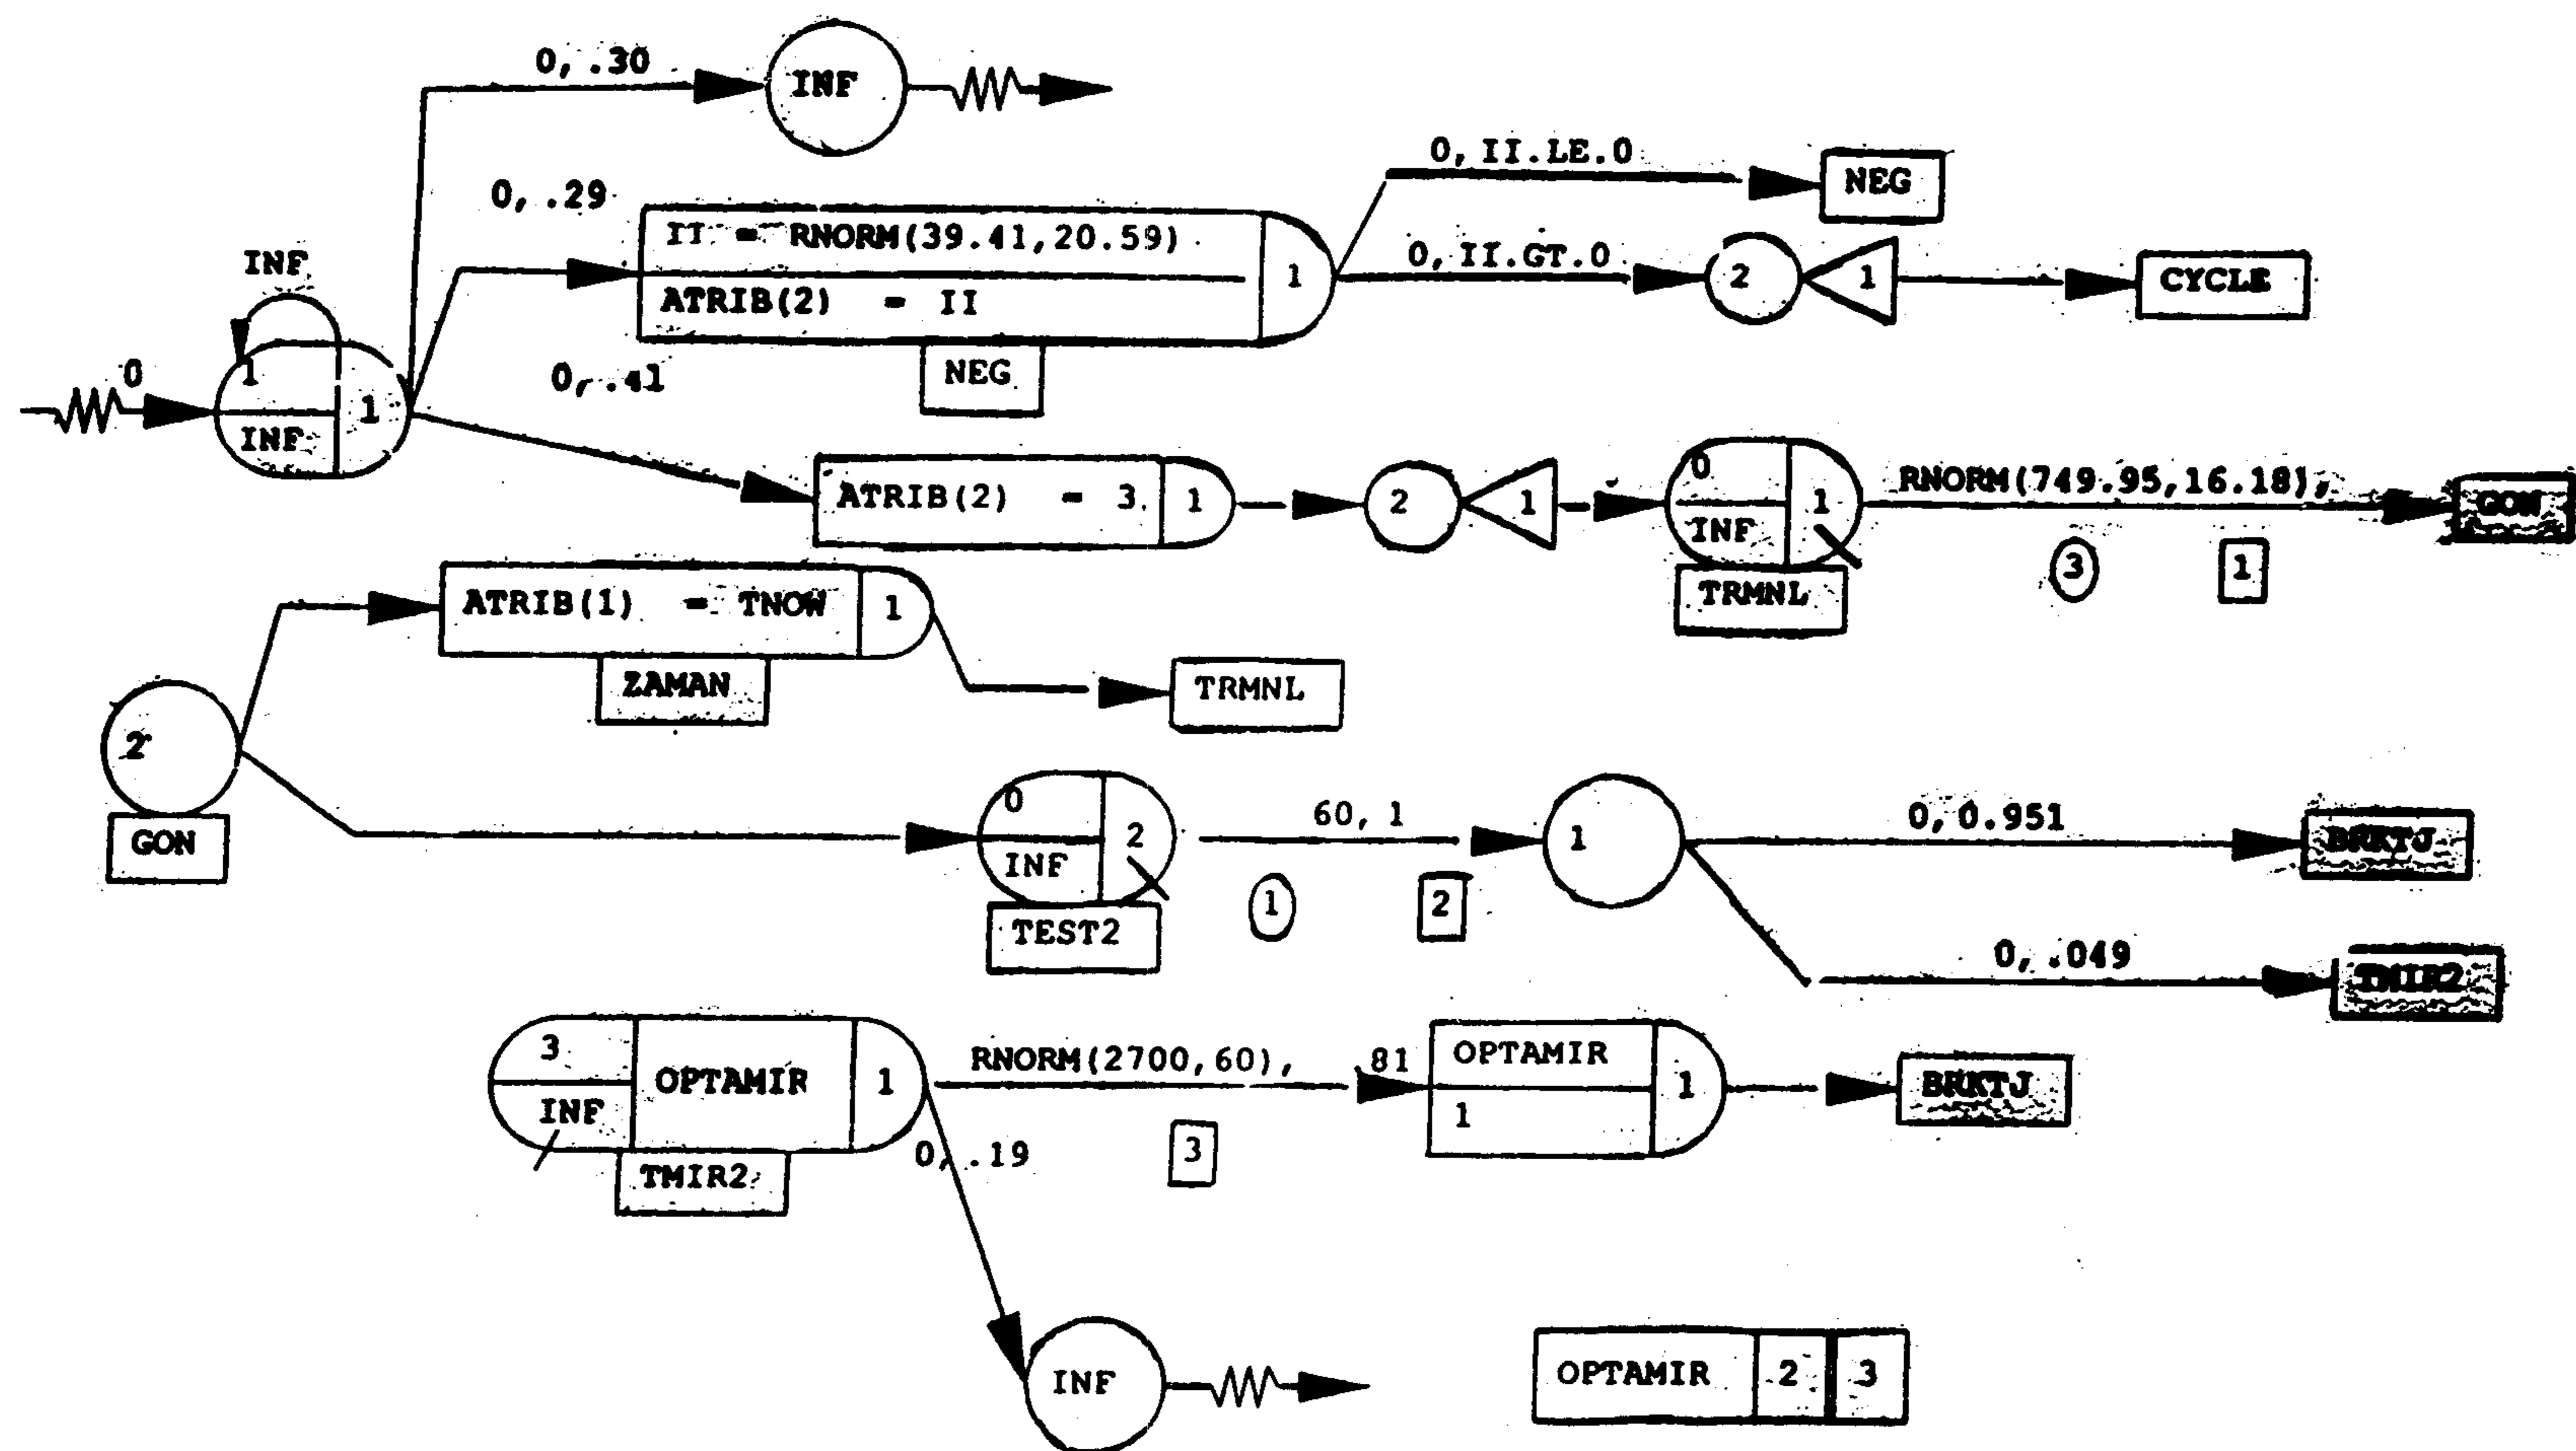 0, .30
INF
0, II.LE.0
NEG
0, .29
II = RNORM(39.41,20.59)
ATRIB(2) = II
1
NEG
0, II.GT.0
2
1
CYCLE
INF
0
1
INF
1
0, .41
ATRIB(2) = 3.
1
2
1
0
INF
1
TRMNL
RNORM(749.95,16.18),
3
1
GON
ATRIB(1) = TNOW
1
ZAMAN
TRMNL
2
GON
0
INF
2
TEST2
60, 1
1
2
1
0, 0.951
BRKTJ
0, .049
TMIR2
3
INF
OPTAMIR
1
TMIR2
RNORM(2700,60), .81
3
OPTAMIR
1
1
BRKTJ
0, .19
INF
OPTAMIR 2 3